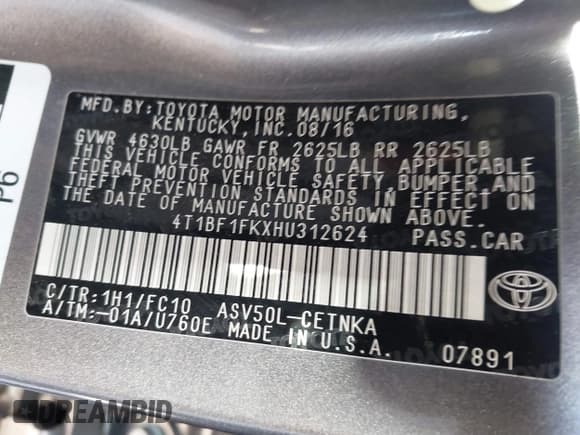 MFD.BY:TOYOTA MOTOR MANUFACTURING,
KENTUCKY,INC.08/16
GVWR 4630LB GAWR FR 2625LB RR 2625LB
THIS VEHICLE CONFORMS TO ALL APPLICABLE
FEDERAL MOTOR VEHICLE SAFETY,BUMPER,AND
THEFT PREVENTION STANDARDS IN EFFECT ON
THE DATE OF MANUFACTURE SHOWN ABOVE.
4T1BF1FKXHU312624 PASS.CAR
C/TR:1H1/FC10 ASV50L-CETNKA
A/TM:-01A/U760E MADE IN U.S.A. 07891
P6
DREAMBID